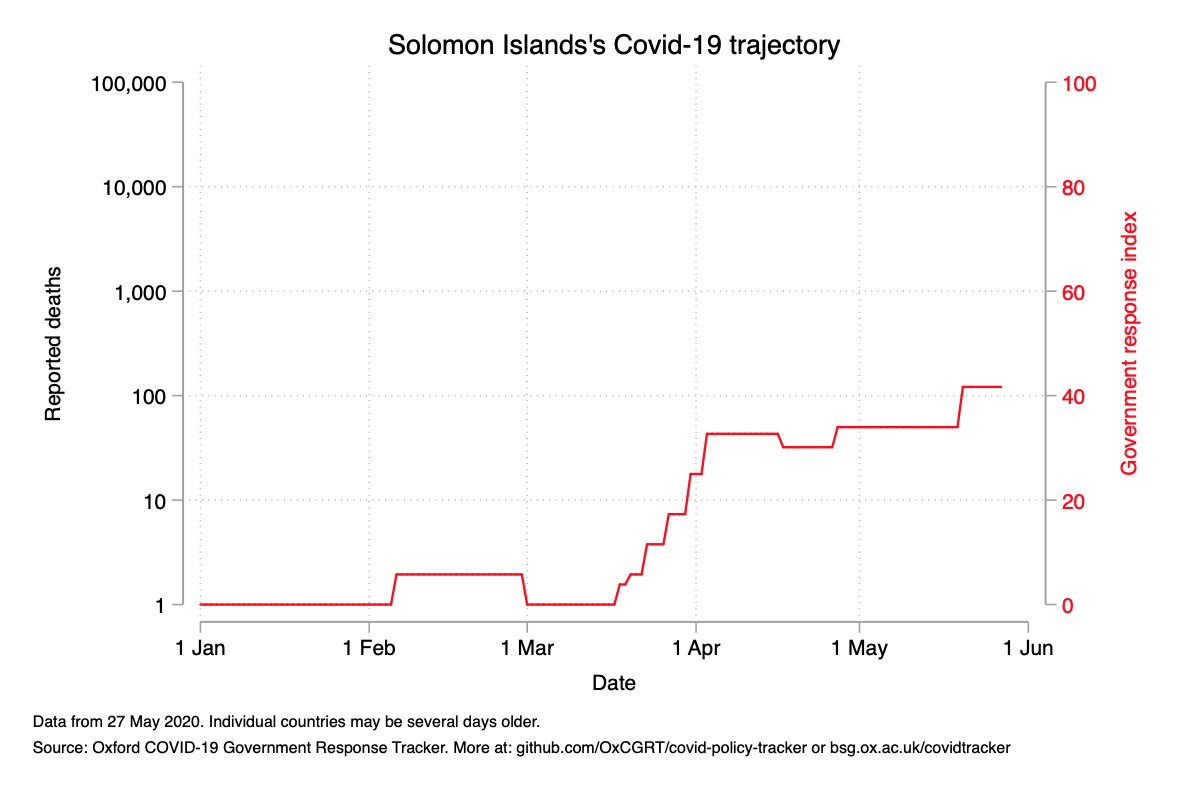 Solomon Islands's Covid-19 trajectory
100,000
10,000
1,000
100
10
1
Reported deaths
100
80
60
40
20
0
Government response index
1 Jan
1 Feb
1 Mar
1 Apr
1 May
1 Jun
Date
Data from 27 May 2020. Individual countries may be several days older.
Source: Oxford COVID-19 Government Response Tracker. More at: github.com/OxCGRT/covid-policy-tracker or bsg.ox.ac.uk/covidtracker